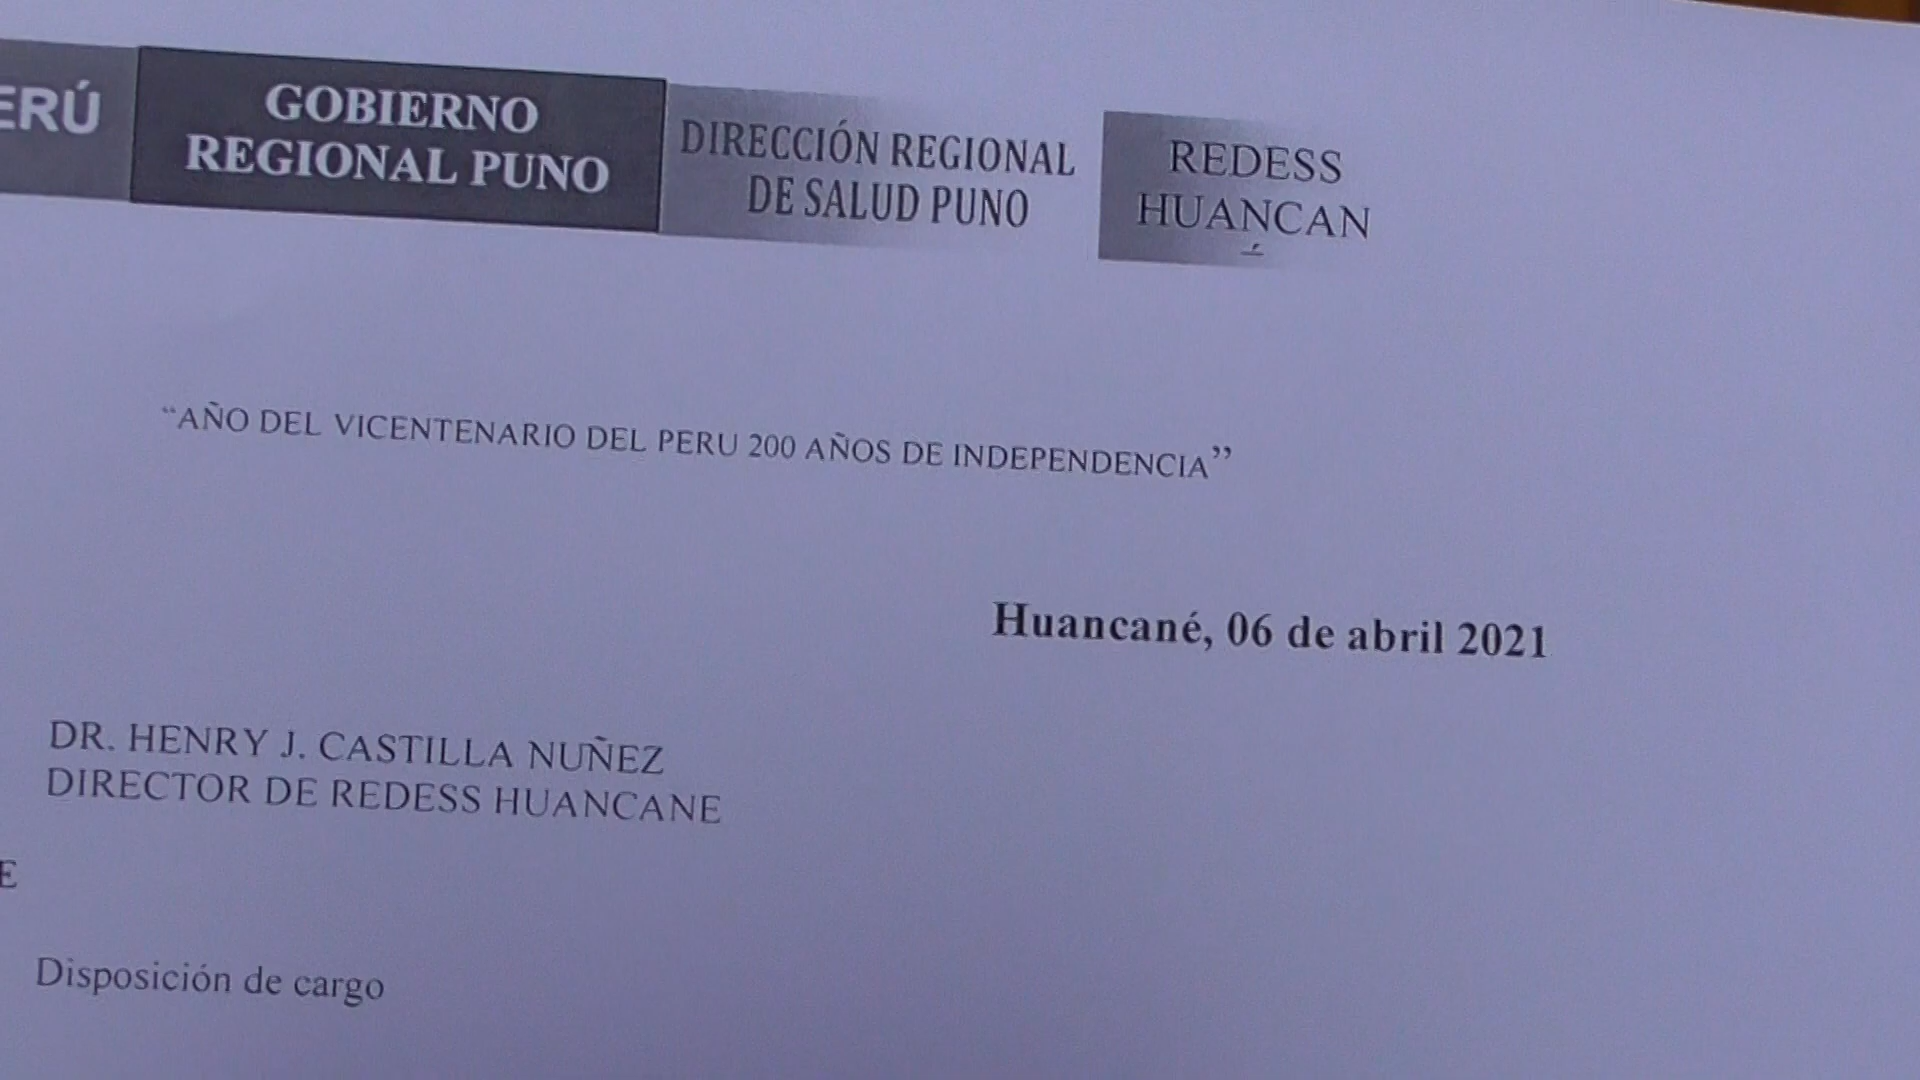 ERÚ
GOBIERNO
REGIONAL PUNO
DIRECCIÓN REGIONAL
DE SALUD PUNO
REDESS
HUANCAN
“AÑO DEL VICENTENARIO DEL PERU 200 AÑOS DE INDEPENDENCIA”
Huancané, 06 de abril 2021
DR. HENRY J. CASTILLA NUÑEZ
DIRECTOR DE REDESS HUANCANE
E
Disposición de cargo